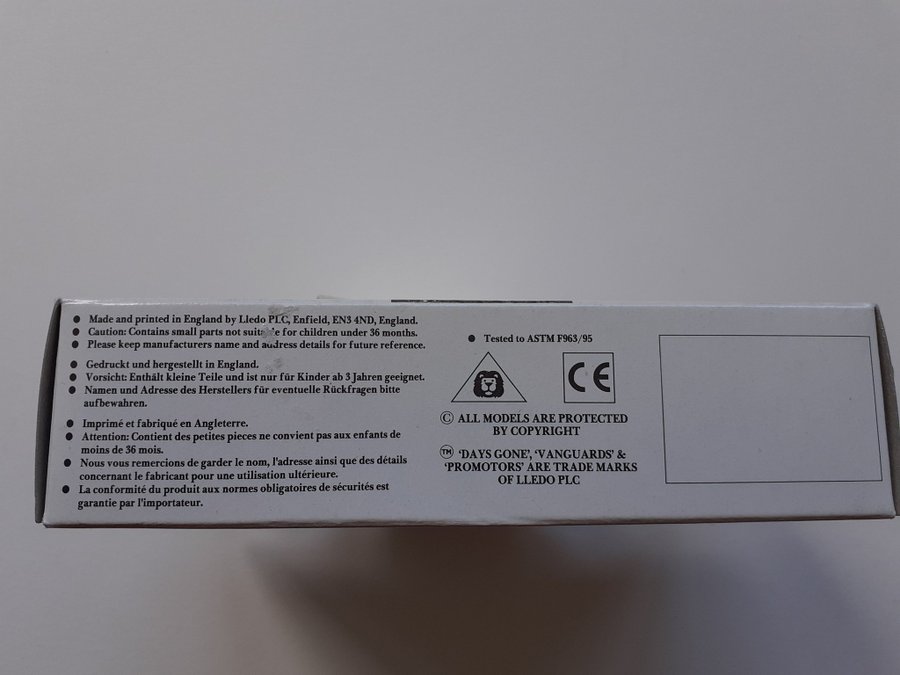 ● Made and printed in England by Lledo PLC, Enfield, EN3 4ND, England.
● Caution: Contains small parts not suitable for children under 36 months.
● Please keep manufacturers name and address details for future reference.
● Gedruckt und hergestellt in England.
● Vorsicht: Enthält kleine Teile und ist nur für Kinder ab 3 Jahren geeignet.
● Namen und Adresse des Herstellers für eventuelle Rückfragen bitte
aufbewahren.
● Imprimé et fabriqué en Angleterre.
● Attention: Contient des petites pieces ne convient pas aux enfants de
moins de 36 mois.
● Nous vous remercions de garder le nom, l'adresse ainsi que des détails
concernant le fabricant pour une utilisation ultérieure.
● La conformité du produit aux normes obligatoires de sécurités est
garantie par l'importateur.
● Tested to ASTM F963/95
CE
© ALL MODELS ARE PROTECTED
BY COPYRIGHT
™ 'DAYS GONE', 'VANGUARDS' &
'PROMOTORS' ARE TRADE MARKS
OF LLEDO PLC